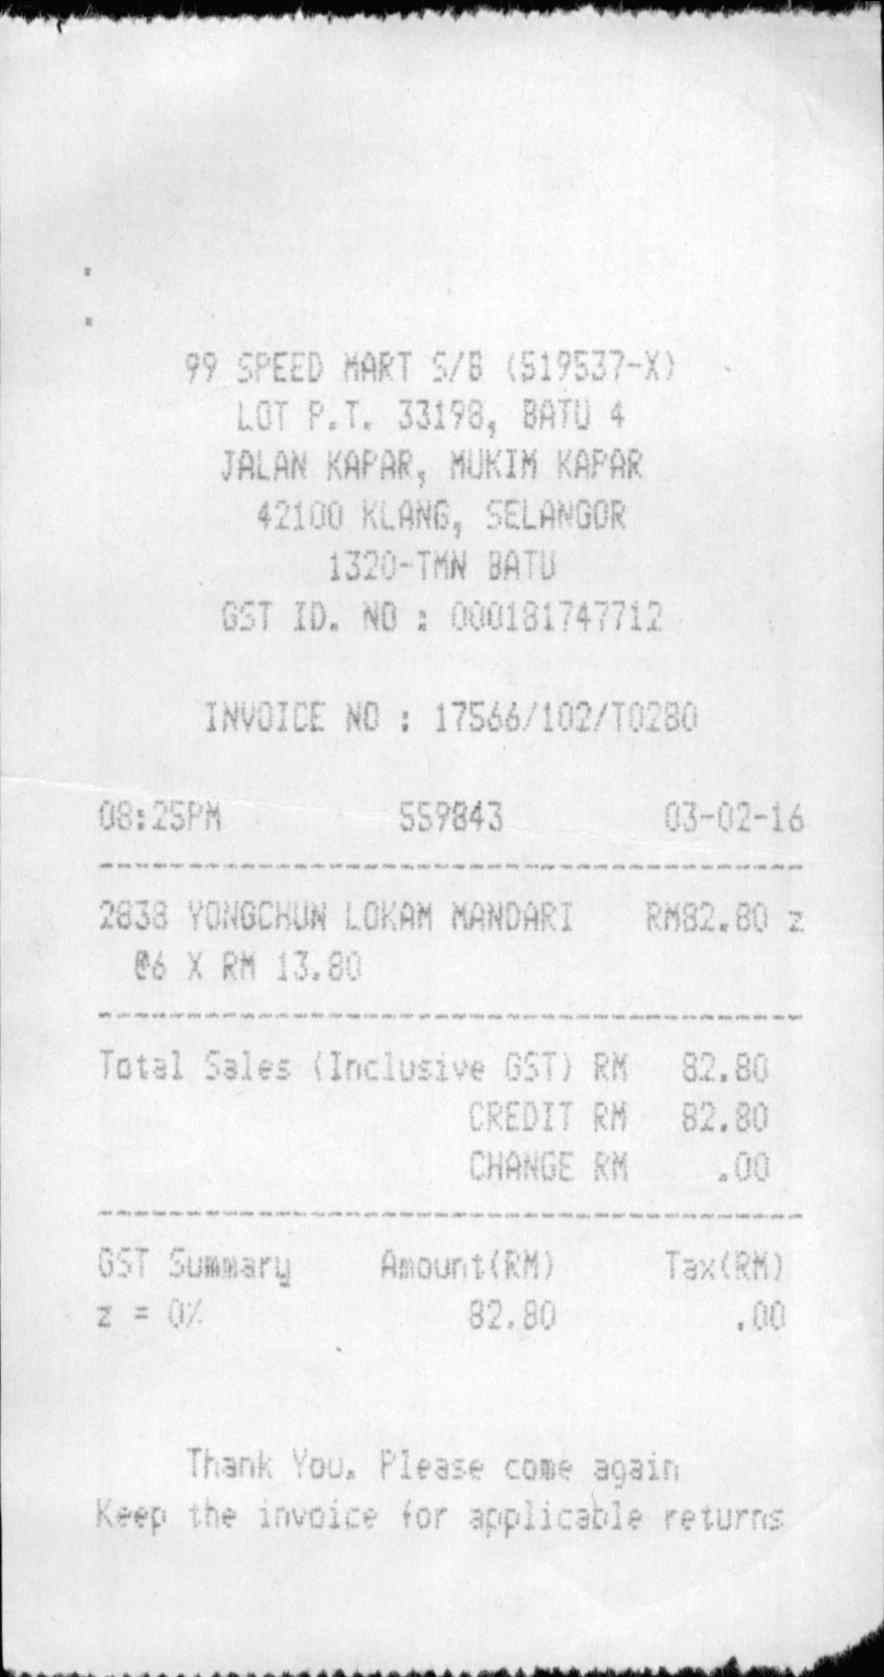 99 SPEED MART S/B (519537-X)
LOT P.T. 33198, BATU 4
JALAN KAPAR, MUKIM KAPAR
42100 KLANG, SELANGOR
1320-TMN BATU
GST ID. NO : 000181747712
INVOICE NO : 17566/102/T0280
08:25PM 559843 03-02-16
2838 YONGCHUN LOKAM MANDARI RM82.80 z
@6 X RM 13.80
Total Sales (Inclusive GST) RM 82.80
CREDIT RM 82.80
CHANGE RM .00
GST Summary Amount(RM) Tax(RM)
z = 0% 82.80 .00
Thank You. Please come again
Keep the invoice for applicable returns